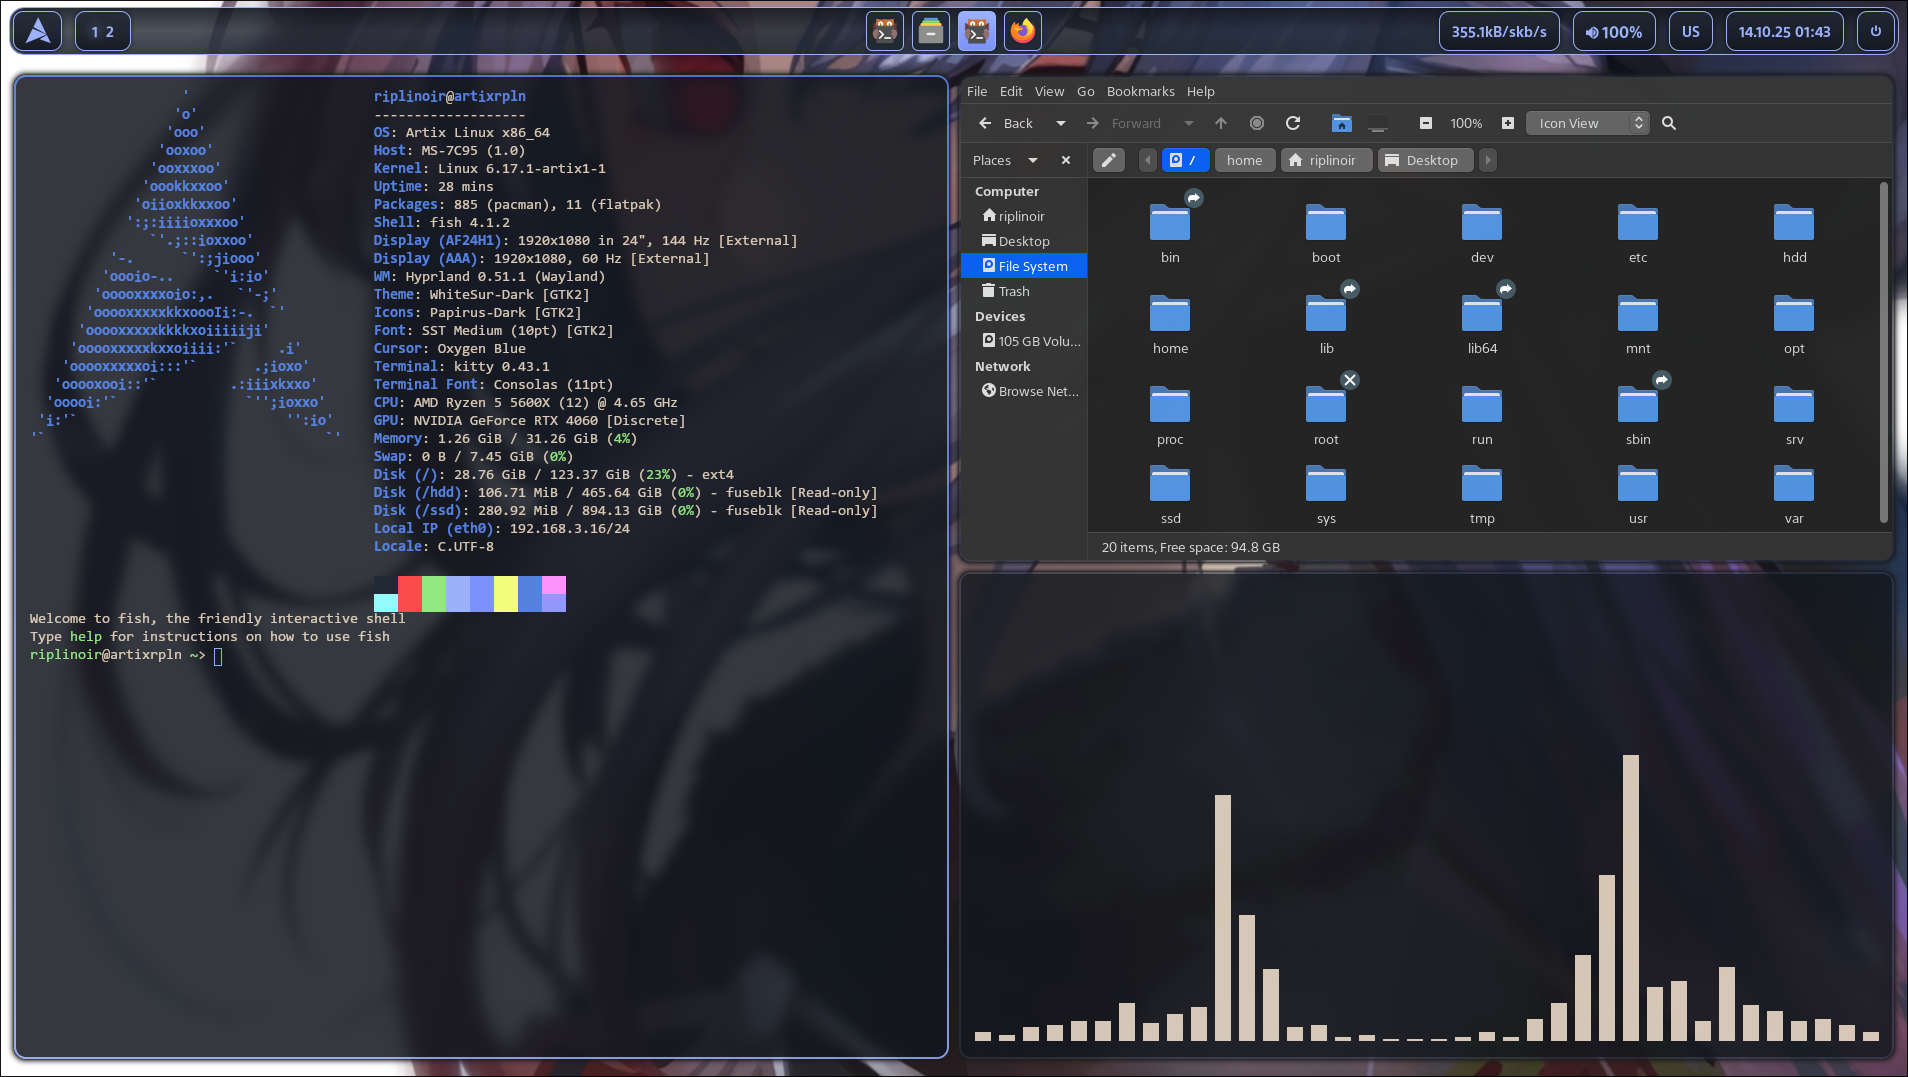 1 2
355.1kB/skb/s
100%
US
14.10.25 01:43
'
'o'
'ooo'
'ooxoo'
'ooxxxoo'
'oookkxxoo'
'oiioxkkxxoo'
':;:iiiioxxxoo'
`'.;::ioxxoo'
'-.      `':;jiooo'
'oooio-..     `'i:io'
'ooooxxxxoio:,.   `'-;'
'ooooxxxxxkkxoooIi:-.  `'
'ooooxxxxxkkkkxoiiiiiji'
'ooooxxxxxkxxoiiii:'`     .i'
'ooooxxxxxoi:::'`       .;ioxo'
'ooooxooi::'`         .:iiixkxxo'
'ooooi:'`                `'';ioxxo'
'i:'`                          '':io'
'`                                   `'
riplinoir@artixrpln
-------------------
OS: Artix Linux x86_64
Host: MS-7C95 (1.0)
Kernel: Linux 6.17.1-artix1-1
Uptime: 28 mins
Packages: 885 (pacman), 11 (flatpak)
Shell: fish 4.1.2
Display (AF24H1): 1920x1080 in 24", 144 Hz [External]
Display (AAA): 1920x1080, 60 Hz [External]
WM: Hyprland 0.51.1 (Wayland)
Theme: WhiteSur-Dark [GTK2]
Icons: Papirus-Dark [GTK2]
Font: SST Medium (10pt) [GTK2]
Cursor: Oxygen Blue
Terminal: kitty 0.43.1
Terminal Font: Consolas (11pt)
CPU: AMD Ryzen 5 5600X (12) @ 4.65 GHz
GPU: NVIDIA GeForce RTX 4060 [Discrete]
Memory: 1.26 GiB / 31.26 GiB (4%)
Swap: 0 B / 7.45 GiB (0%)
Disk (/): 28.76 GiB / 123.37 GiB (23%) - ext4
Disk (/hdd): 106.71 MiB / 465.64 GiB (0%) - fuseblk [Read-only]
Disk (/ssd): 280.92 MiB / 894.13 GiB (0%) - fuseblk [Read-only]
Local IP (eth0): 192.168.3.16/24
Locale: C.UTF-8
Welcome to fish, the friendly interactive shell
Type help for instructions on how to use fish
riplinoir@artixrpln ~>
File Edit View Go Bookmarks Help
Back Forward 100% Icon View
Places / home riplinoir Desktop
Computer
riplinoir
Desktop
File System
Trash
Devices
105 GB Volu...
Network
Browse Net...
bin boot dev etc hdd
home lib lib64 mnt opt
proc root run sbin srv
ssd sys tmp usr var
20 items, Free space: 94.8 GB